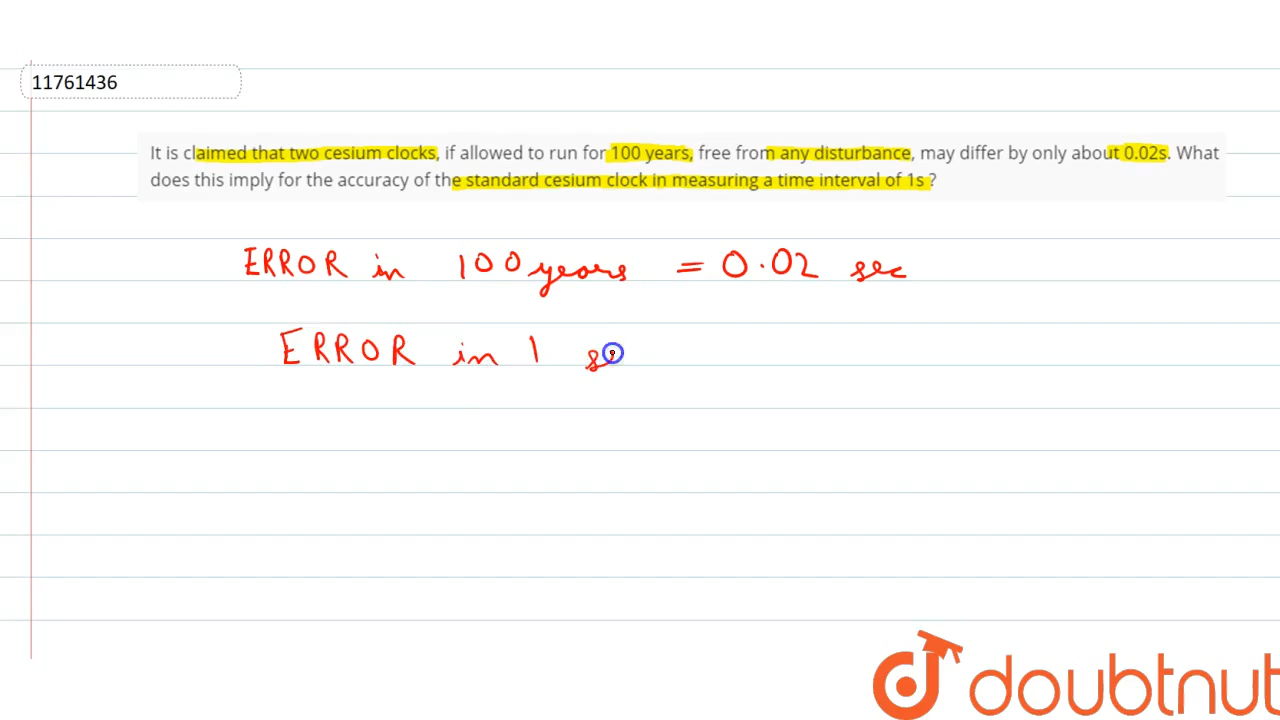 11761436
It is claimed that two cesium clocks, if allowed to run for 100 years, free from any disturbance, may differ by only about 0.02s. What
does this imply for the accuracy of the standard cesium clock in measuring a time interval of 1s ?
ERROR in 100 years = 0.02 sec
ERROR in 1 s
doubtnut